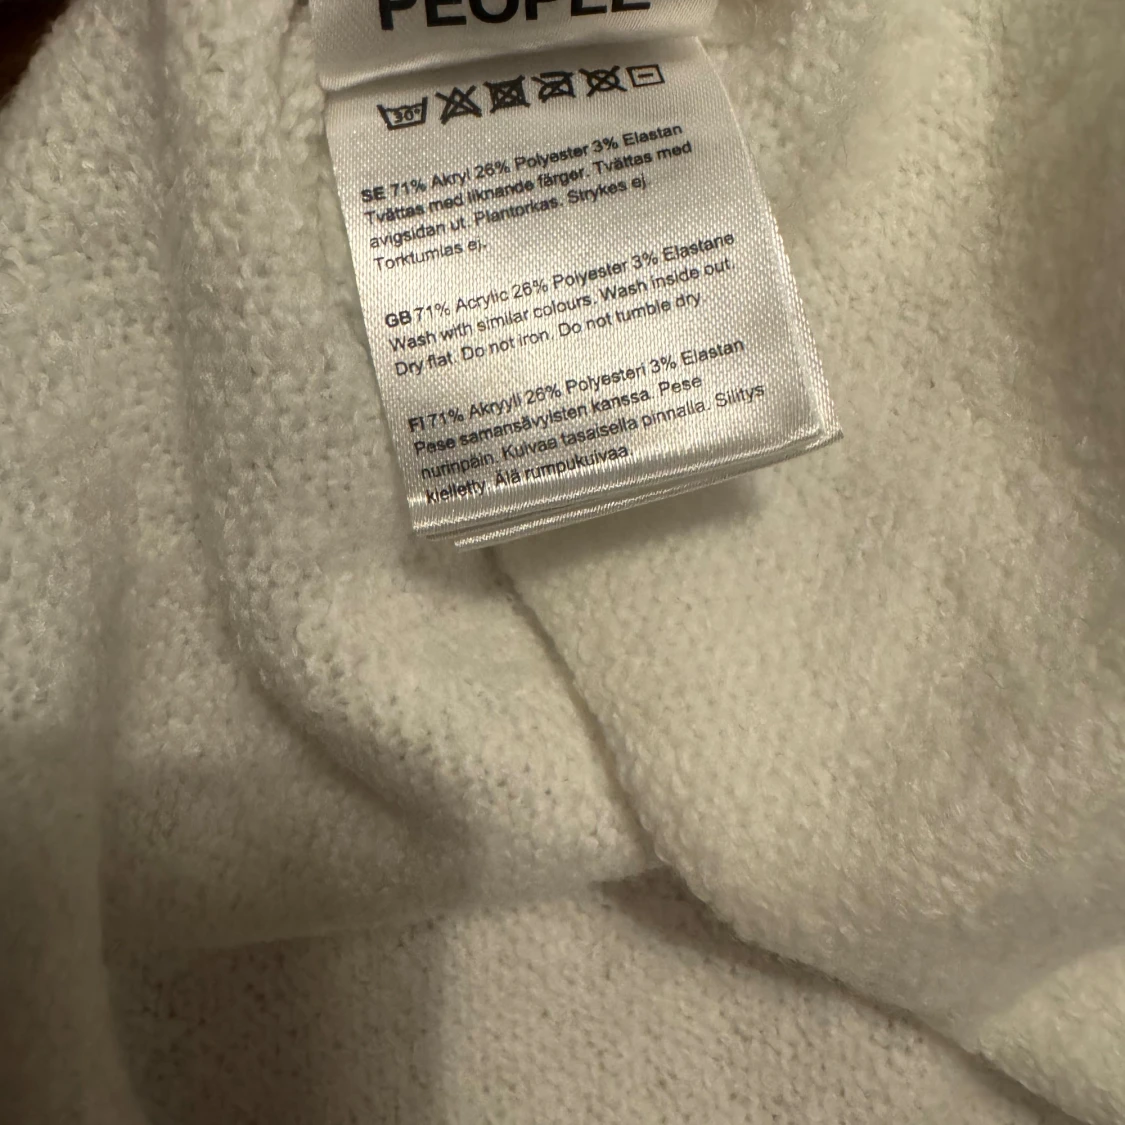 PEOPLE
30°
SE 71% Akryl 26% Polyester 3% Elastan
Tvättas med liknande färger. Tvättas med
avigsidan ut. Plantorkas. Strykes ej.
Torktumlas ej.
GB 71% Acrylic 26% Polyester 3% Elastane
Wash with similar colours. Wash inside out.
Dry flat. Do not iron. Do not tumble dry.
FI 71% Akryyli 26% Polyesteri 3% Elastan
Pese samansävyisten kanssa. Pese
nurinpäin. Kuivaa tasaisella pinnalla. Silitys
kielletty. Älä rumpukuivaa.